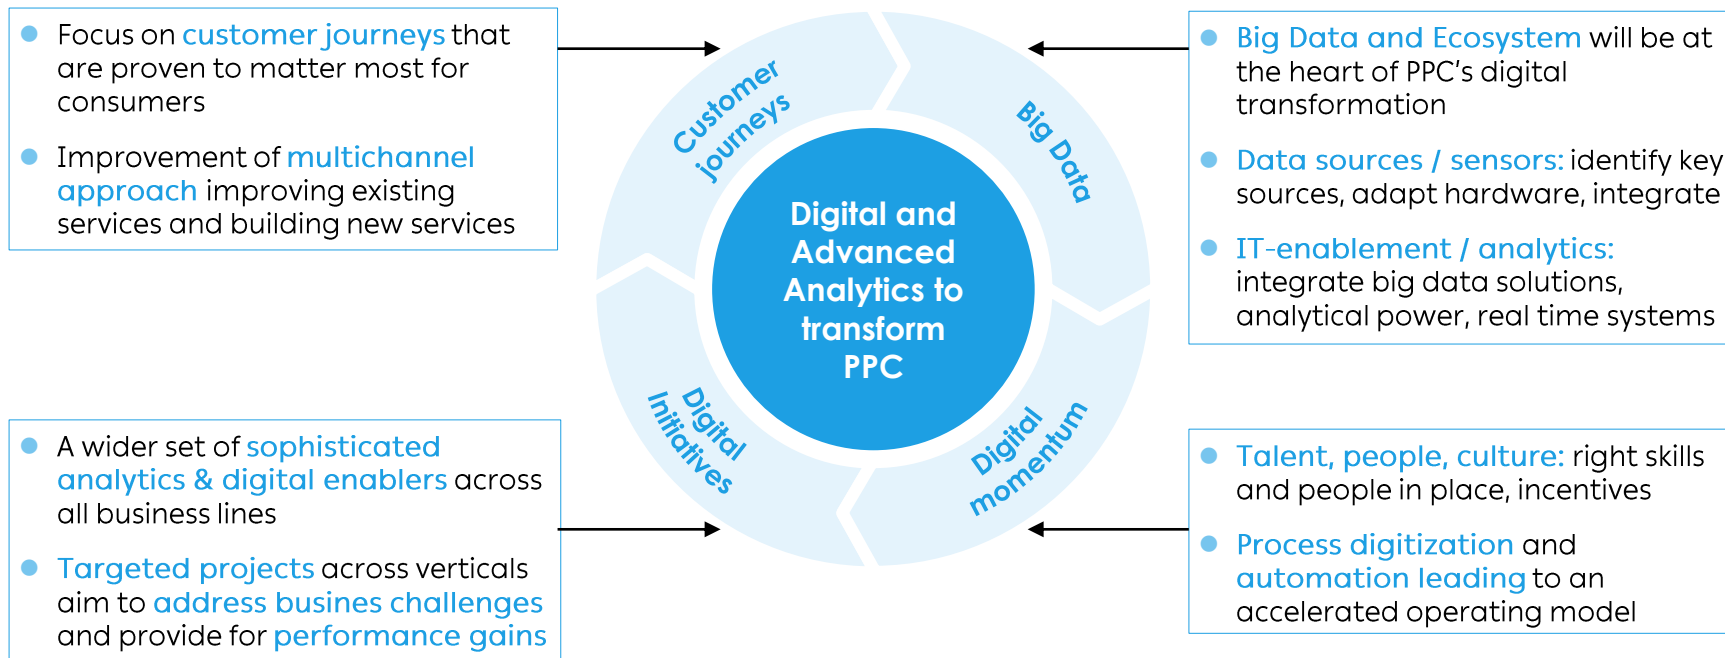 Focus on customer journeys that
are proven to matter most for
consumers
Improvement of multichannel
approach improving existing
services and building new services
Customer
journeys
Big Data
Big Data and Ecosystem will be at
the heart of PPC’s digital
transformation
Data sources / sensors: identify key
sources, adapt hardware, integrate
IT-enablement / analytics:
integrate big data solutions,
analytical power, real time systems
Digital and
Advanced
Analytics to
transform
PPC
A wider set of sophisticated
analytics & digital enablers across
all business lines
Targeted projects across verticals
aim to address busines challenges
and provide for performance gains
Digital
Initiatives
Digital
momentum
Talent, people, culture: right skills
and people in place, incentives
Process digitization and
automation leading to an
accelerated operating model